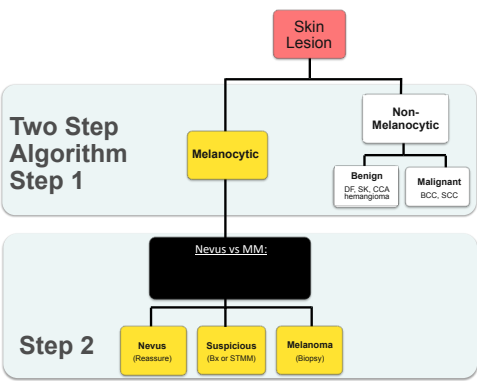 Skin
Lesion
Two Step
Algorithm
Step 1
Melanocytic
Non-
Melanocytic
Benign
DF, SK, CCA
hemangioma
Malignant
BCC, SCC
Nevus vs MM:
Step 2
Nevus
(Reassure)
Suspicious
(Bx or STMM)
Melanoma
(Biopsy)